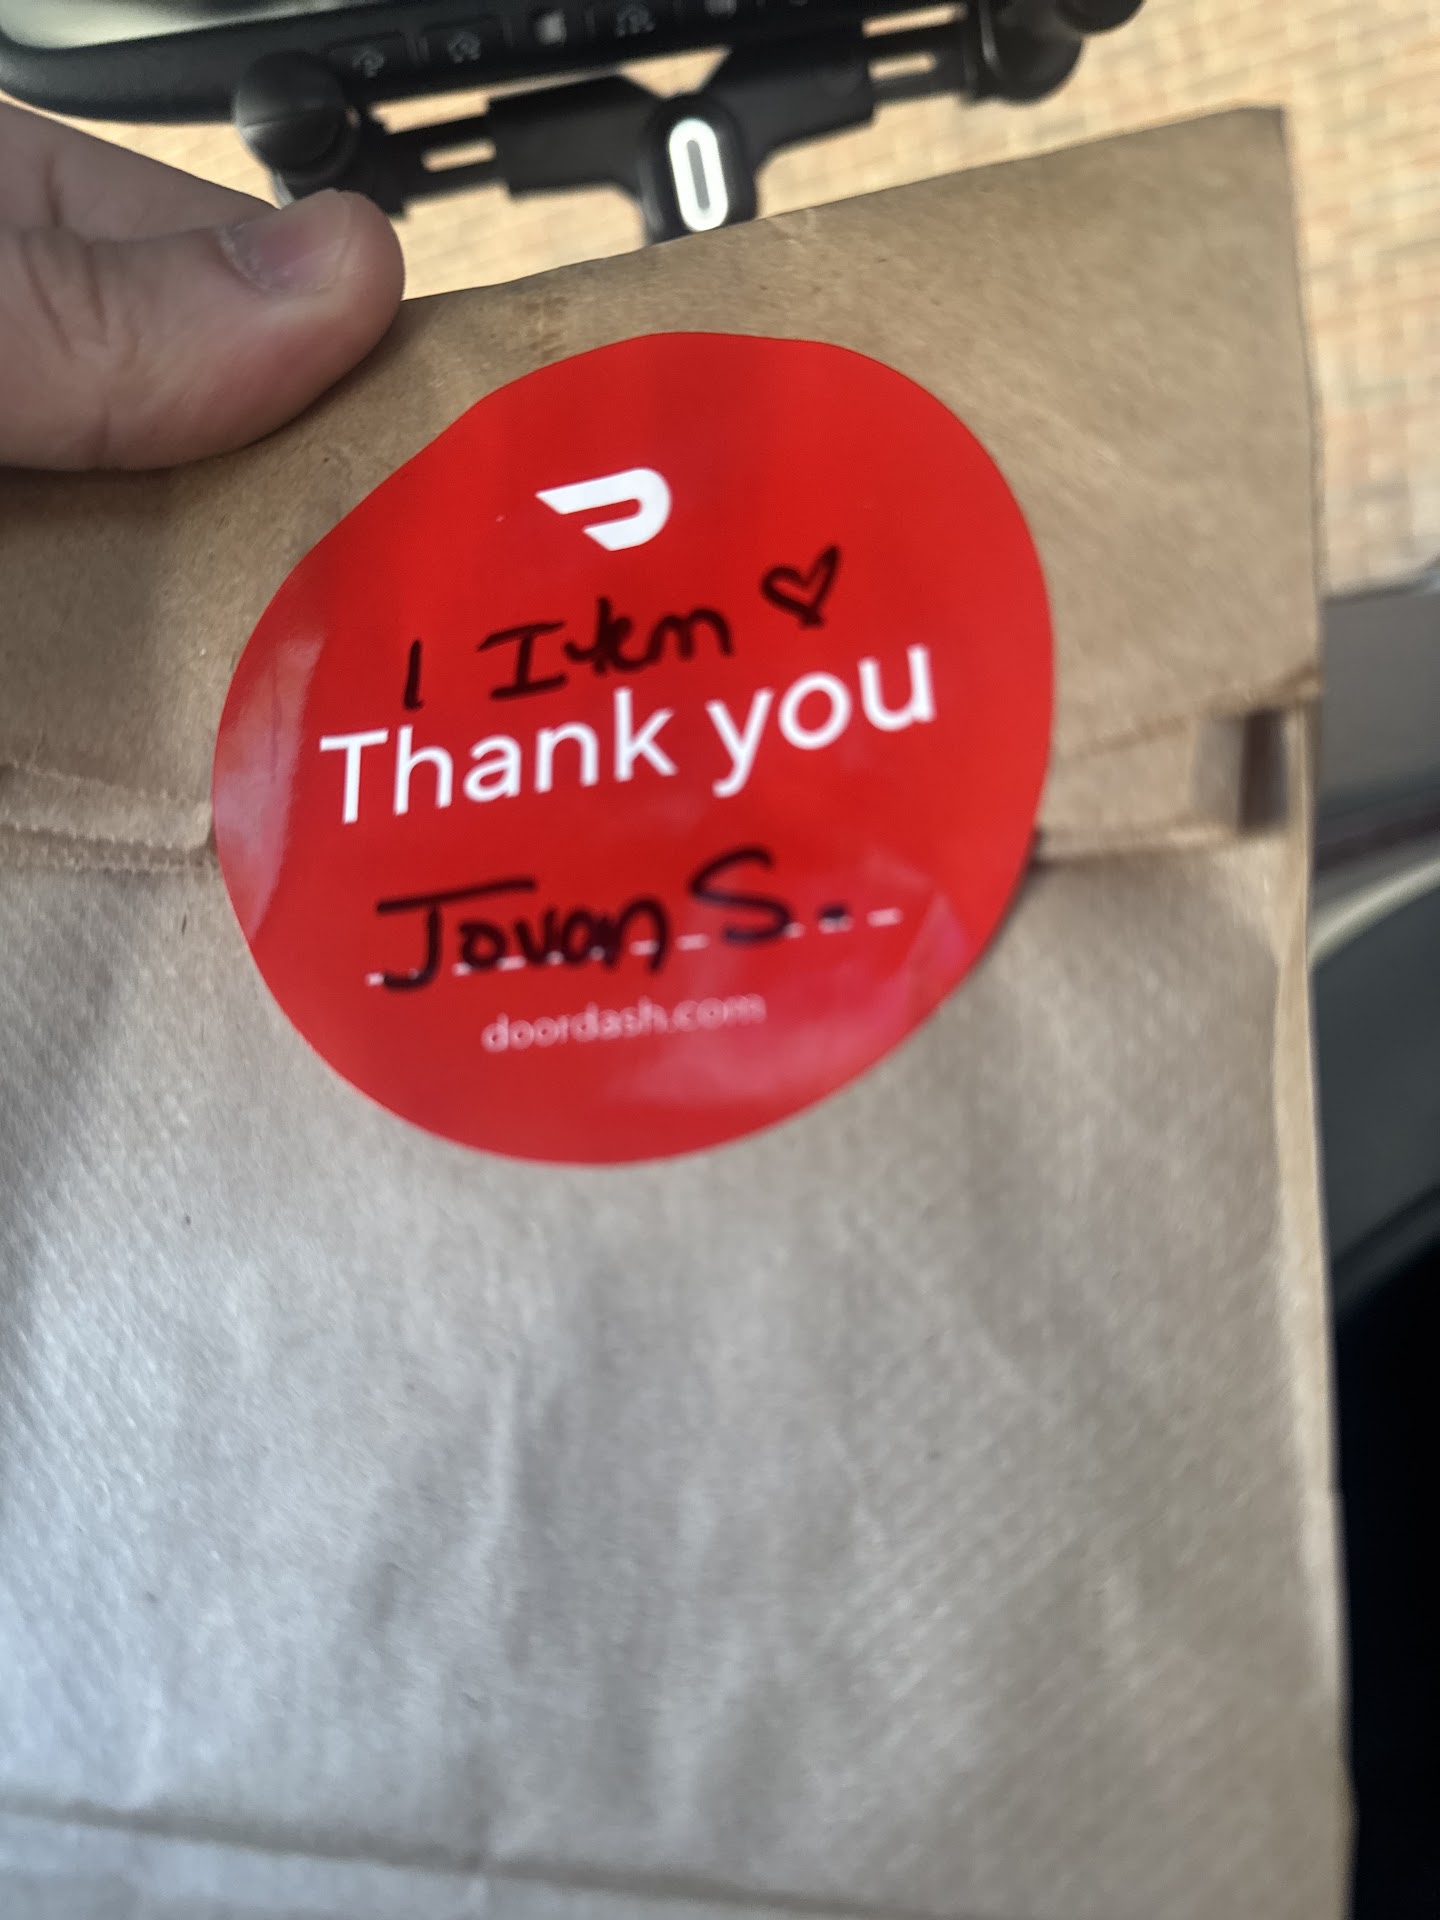 1 Item ♡
Thank you
Jovan S.
doordash.com